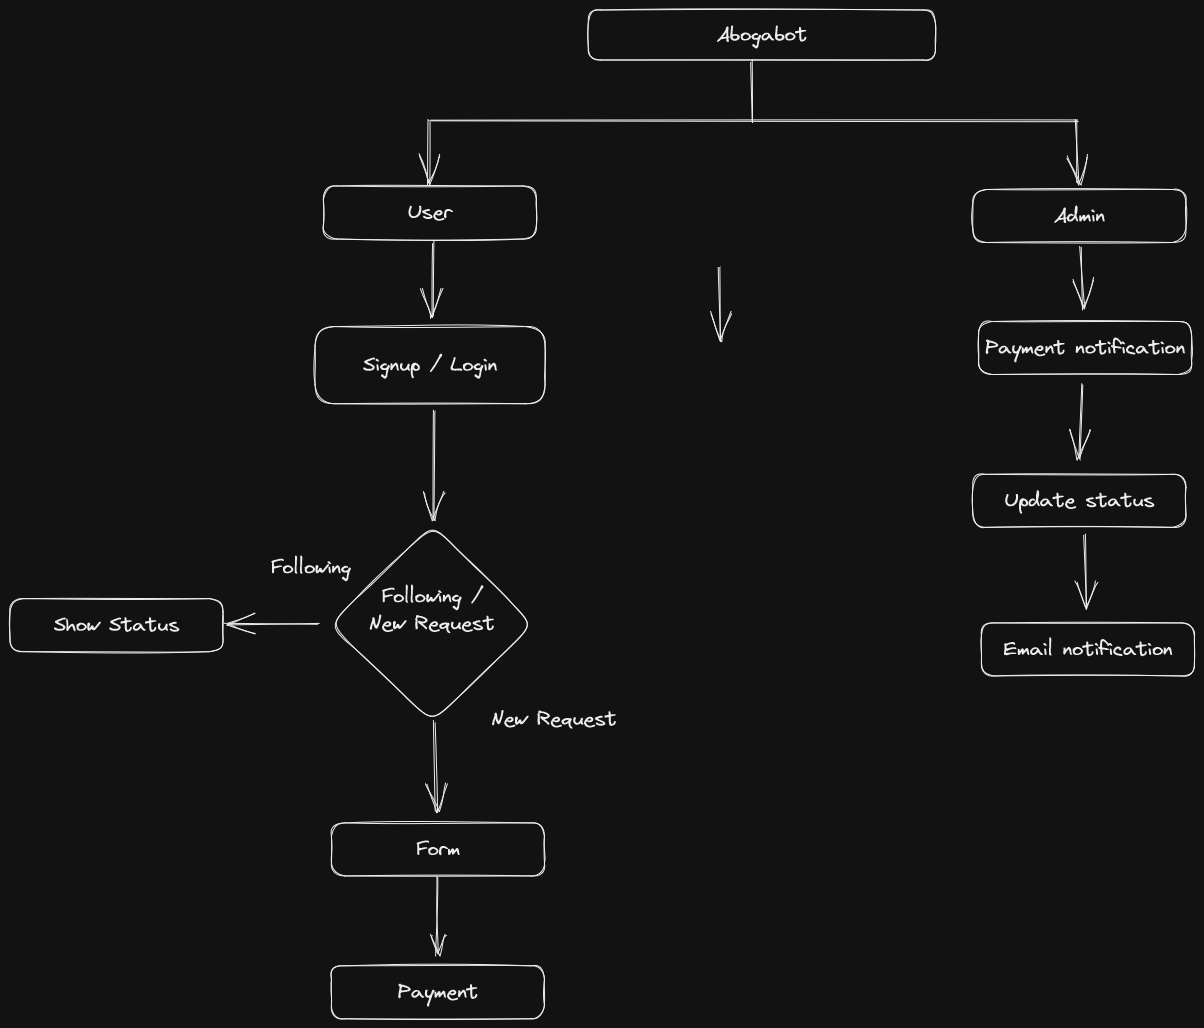 Abogabot
User
Admin
Signup / Login
Payment notification
Update status
Following
Following /
New Request
Show Status
Email notification
New Request
Form
Payment